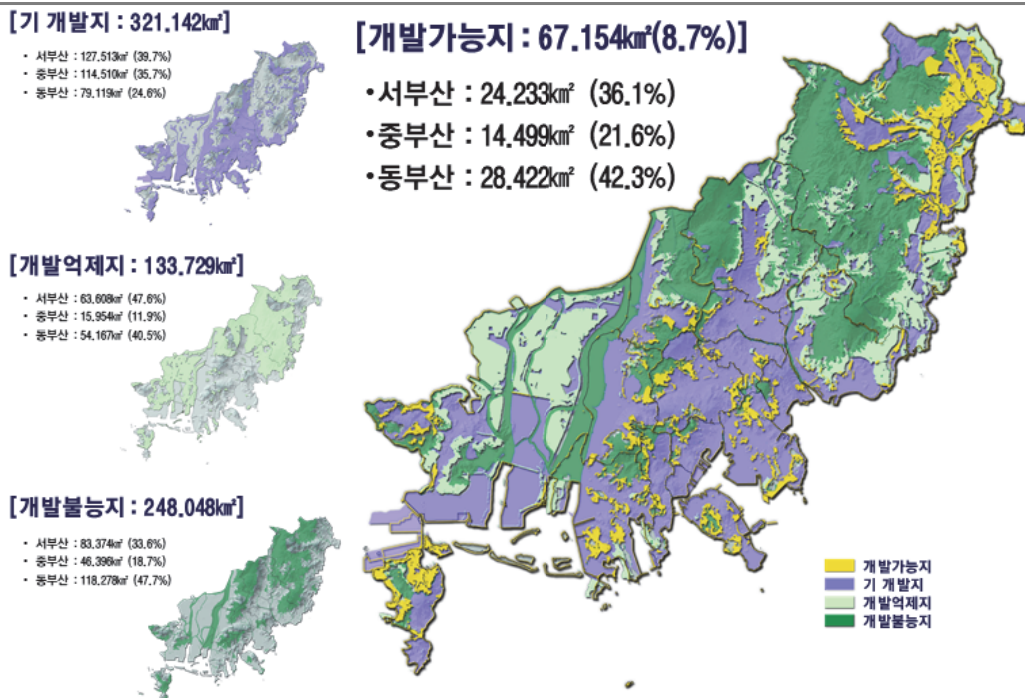 [기 개발지 : 321.142㎢]
• 서부산 : 127.513㎢ (39.7%)
• 중부산 : 114.510㎢ (35.7%)
• 동부산 : 79.119㎢ (24.6%)
[개발억제지 : 133.729㎢]
• 서부산 : 63.608㎢ (47.6%)
• 중부산 : 15.954㎢ (11.9%)
• 동부산 : 54.167㎢ (40.5%)
[개발불능지 : 248.048㎢]
• 서부산 : 83.374㎢ (33.6%)
• 중부산 : 46.396㎢ (18.7%)
• 동부산 : 118.278㎢ (47.7%)
[개발가능지 : 67.154㎢(8.7%)]
•서부산 : 24.233㎢ (36.1%)
•중부산 : 14.499㎢ (21.6%)
•동부산 : 28.422㎢ (42.3%)
개발가능지
기 개발지
개발억제지
개발불능지